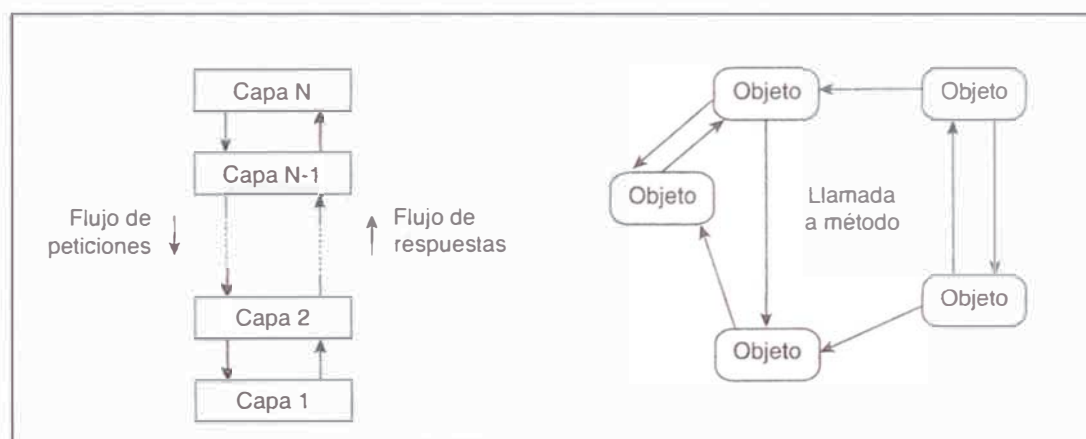 Capa N
Capa N-1
Flujo de
peticiones
Flujo de
respuestas
Capa 2
Capa 1
Objeto
Objeto
Objeto
Llamada
a método
Objeto
Objeto